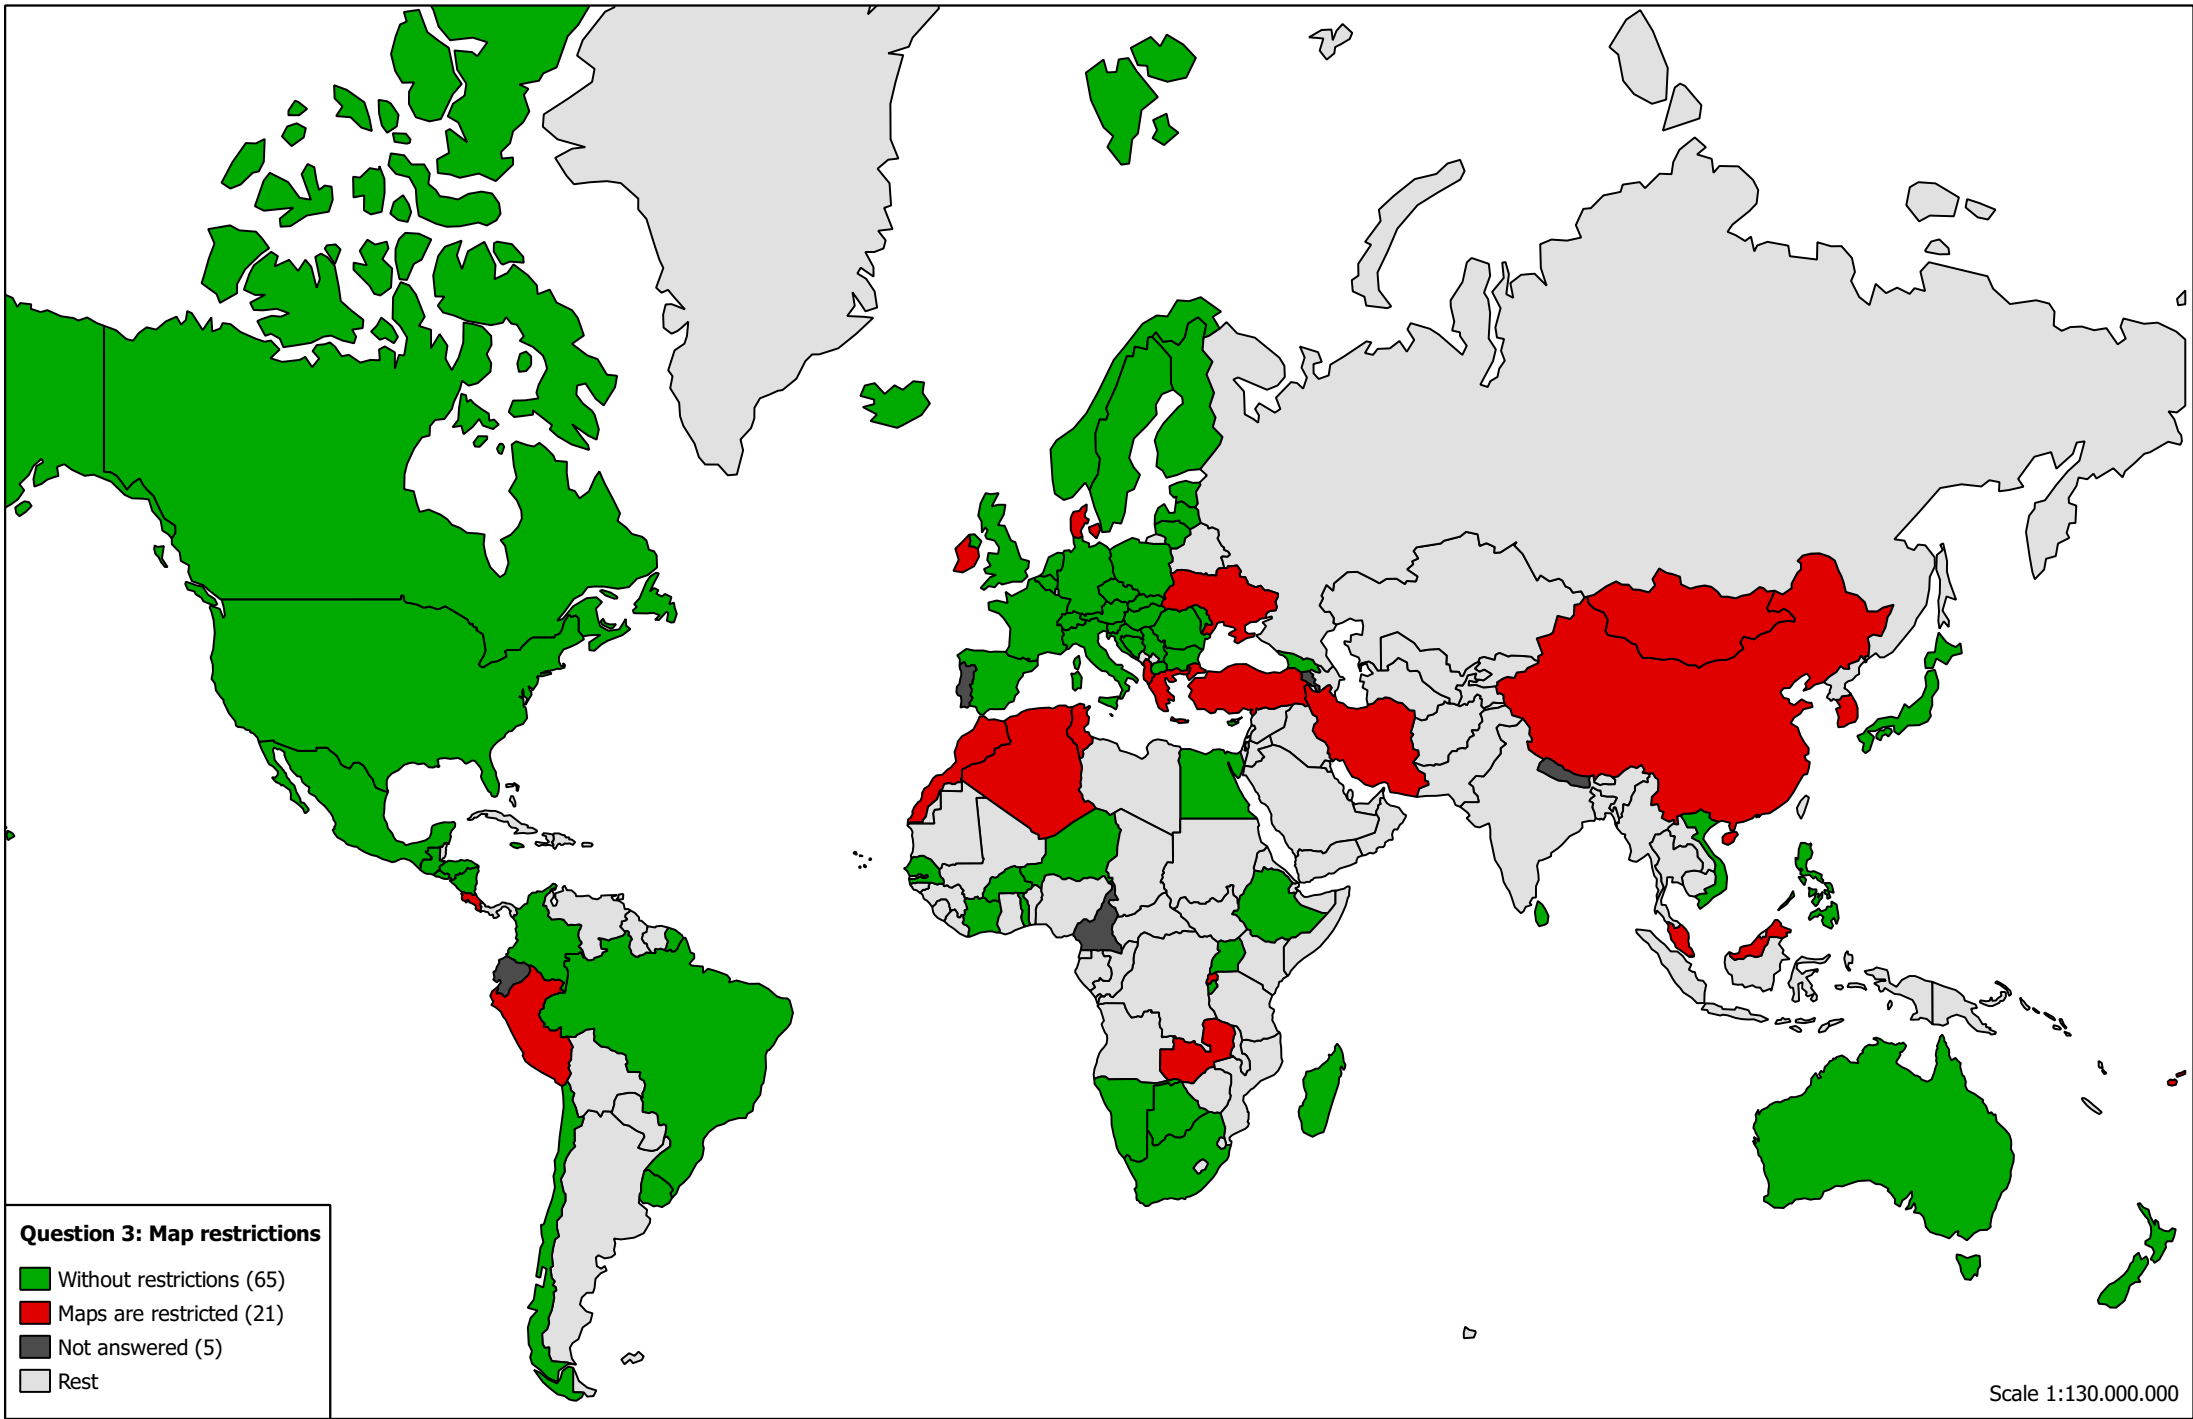 Question 3: Map restrictions
Without restrictions (65)
Maps are restricted (21)
Not answered (5)
Rest
Scale 1:130.000.000